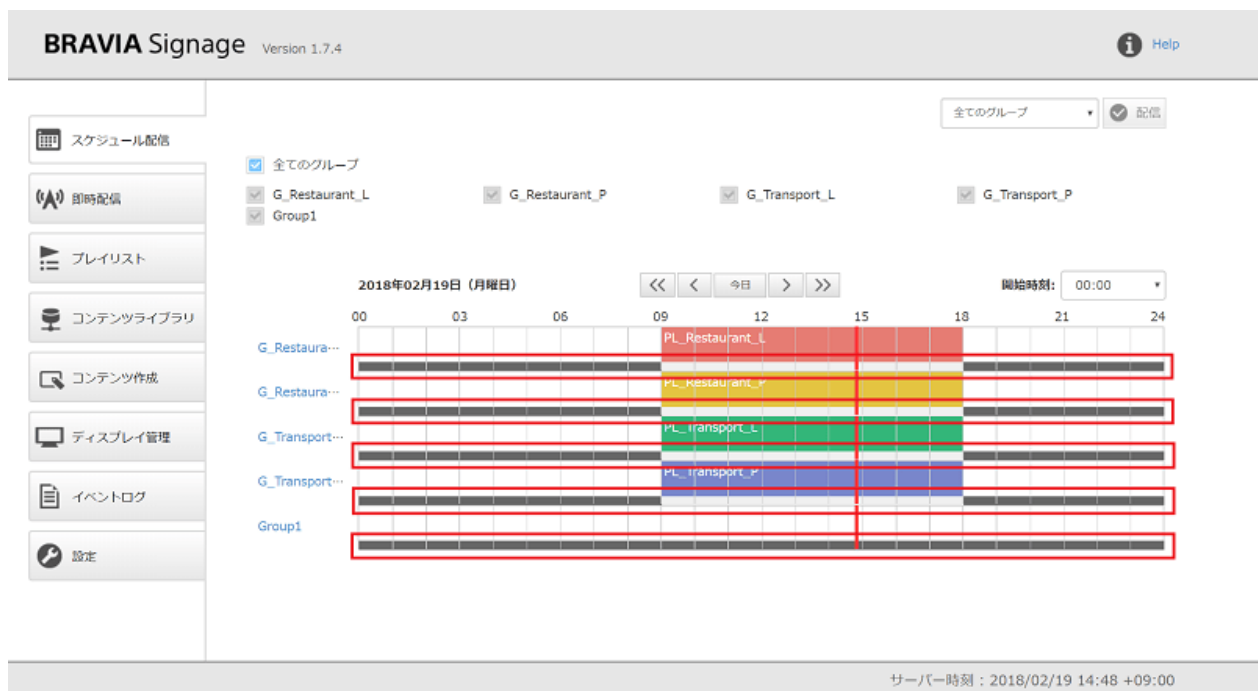 BRAVIA Signage Version 1.7.4
Help
全てのグループ
配信
スケジュール配信
即時配信
プレイリスト
コンテンツライブラリ
コンテンツ作成
ディスプレイ管理
イベントログ
設定
全てのグループ
G_Restaurant_L G_Restaurant_P G_Transport_L G_Transport_P
Group1
2018年02月19日（月曜日） 今日 開始時刻: 00:00
00 03 06 09 12 15 18 21 24
G_Restaura… PL_Restaurant_L
G_Restaura… PL_Restaurant_P
G_Transport… PL_Transport_L
G_Transport… PL_Transport_P
Group1
サーバー時刻 : 2018/02/19 14:48 +09:00